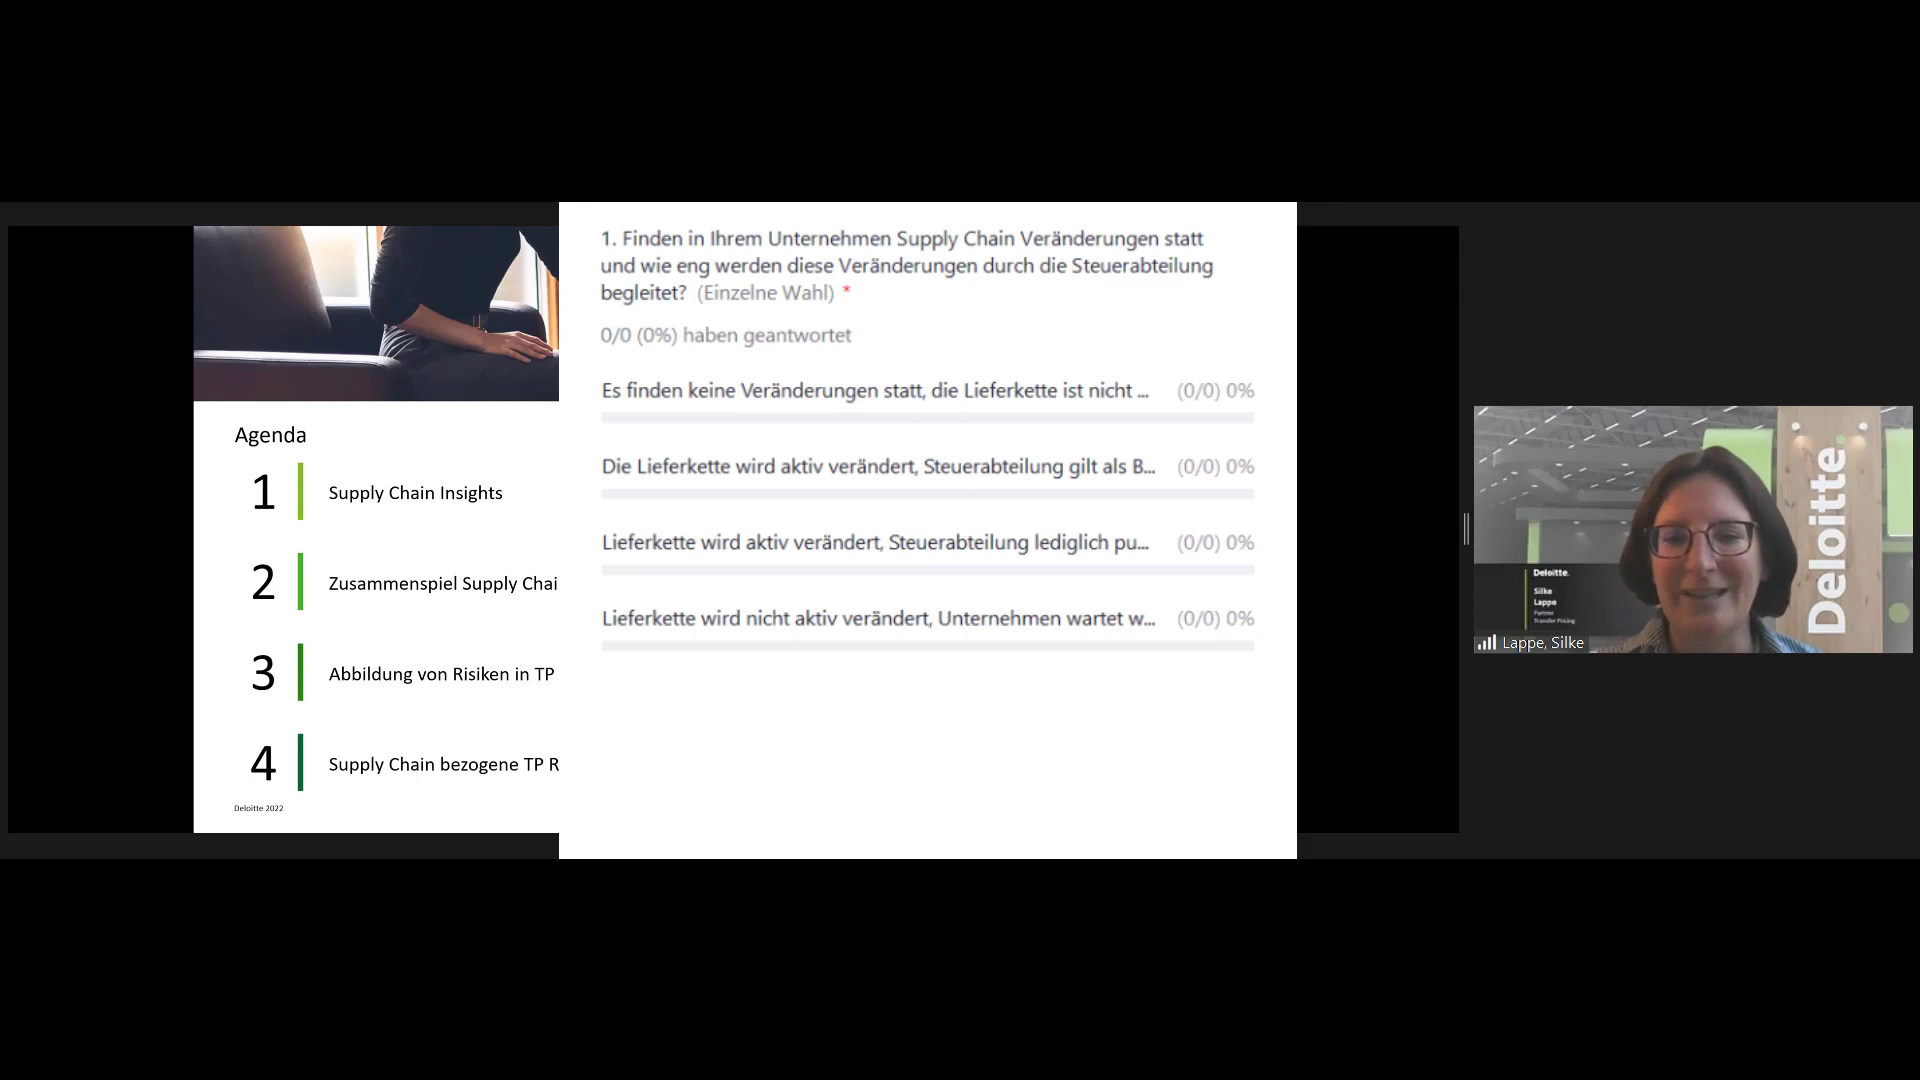 Agenda
1 Supply Chain Insights
2 Zusammenspiel Supply Chai
3 Abbildung von Risiken in TP
4 Supply Chain bezogene TP R
Deloitte 2022
1. Finden in Ihrem Unternehmen Supply Chain Veränderungen statt
und wie eng werden diese Veränderungen durch die Steuerabteilung
begleitet? (Einzelne Wahl) *
0/0 (0%) haben geantwortet
Es finden keine Veränderungen statt, die Lieferkette ist nicht ... (0/0) 0%
Die Lieferkette wird aktiv verändert, Steuerabteilung gilt als B... (0/0) 0%
Lieferkette wird aktiv verändert, Steuerabteilung lediglich pu... (0/0) 0%
Lieferkette wird nicht aktiv verändert, Unternehmen wartet w... (0/0) 0%
Deloitte.
Deloitte.
Silke
Lappe
Partner
Transfer Pricing
Lappe, Silke